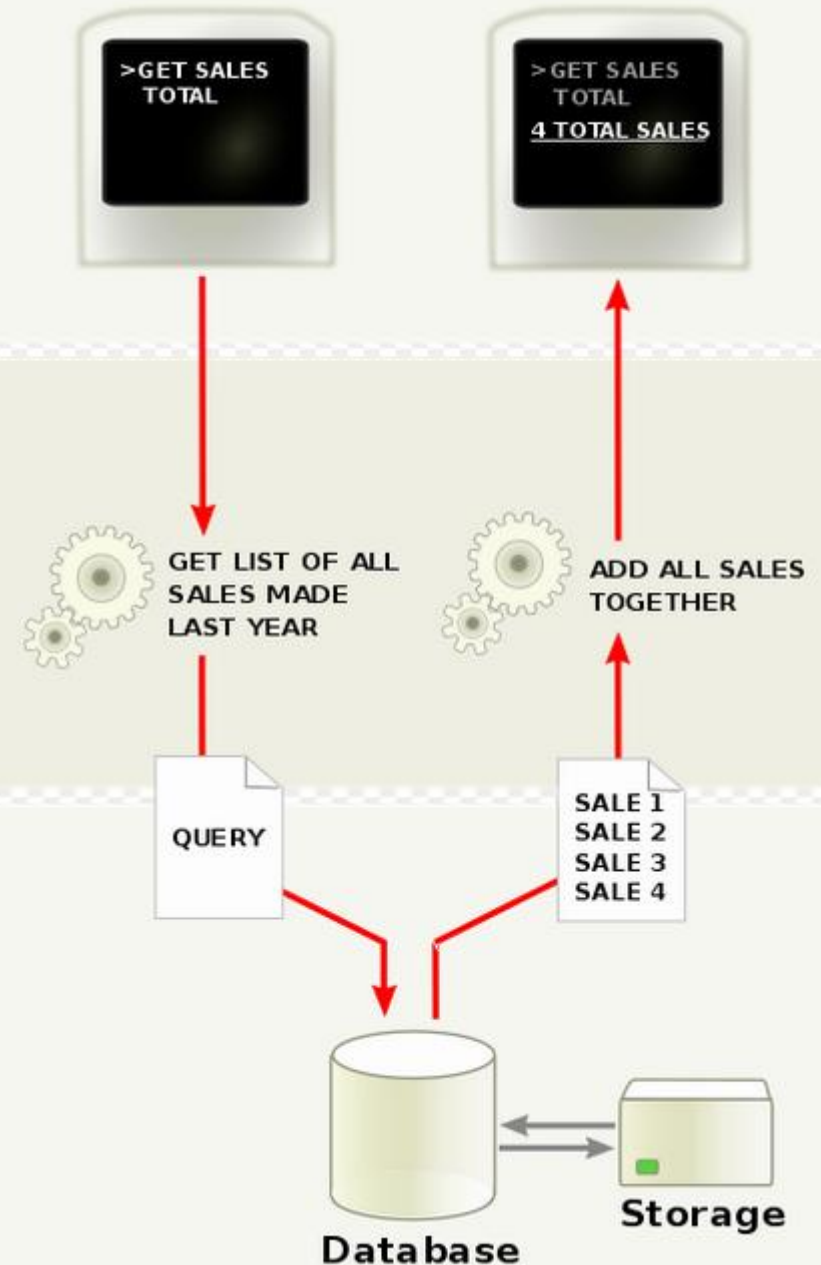 >GET SALES
TOTAL
>GET SALES
TOTAL
4 TOTAL SALES
GET LIST OF ALL
SALES MADE
LAST YEAR
ADD ALL SALES
TOGETHER
QUERY
SALE 1
SALE 2
SALE 3
SALE 4
Database
Storage